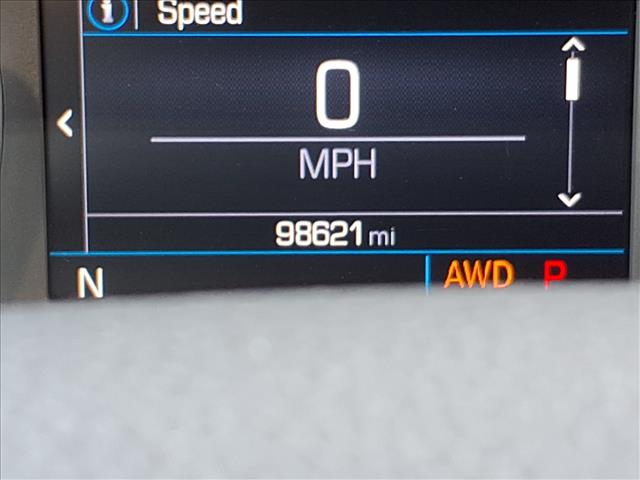 i Speed
0
MPH
98621 mi
N AWD P